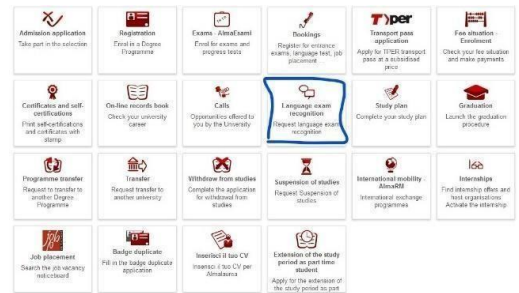 Admission application
Take part in the selection
Registration
Enrol in a Degree
Programme
Exams - AlmaEsami
Enrol for exams and
progress tests
Bookings
Register for entrance
exams, language test, job
placement ...
T>per
Transport pass
application
Apply for TPER transport
pass at a subsidised
price
Fee situation -
Enrolment
Check your fee situation
and make payments
Certificates and self-
certifications
Print self-certifications
and certificates with
stamp
On-line records book
Check your university
career
Calls
Opportunities offered to
you by the University
Language exam
recognition
Request language exam
recognition
Study plan
Complete your study plan
Graduation
Launch the graduation
procedure
Programme transfer
Request to transfer to
another Degree
Programme
Transfer
Request transfer to
another university
Withdraw from studies
Complete the application
for withdrawal from
studies
Suspension of studies
Request Suspension of
studies
International mobility -
AlmaRM
International exchange
programmes
Internships
Find internship offers and
host organisations
Activate the internship
Job
Job placement
Search the job vacancy
noticeboard
Badge duplicate
Fill in the badge duplicate
application
Inserisci il tuo CV
Inserisci il tuo CV per
Almalaurea
Extension of the study
period as part time
student
Apply for the extension of
the study period as part